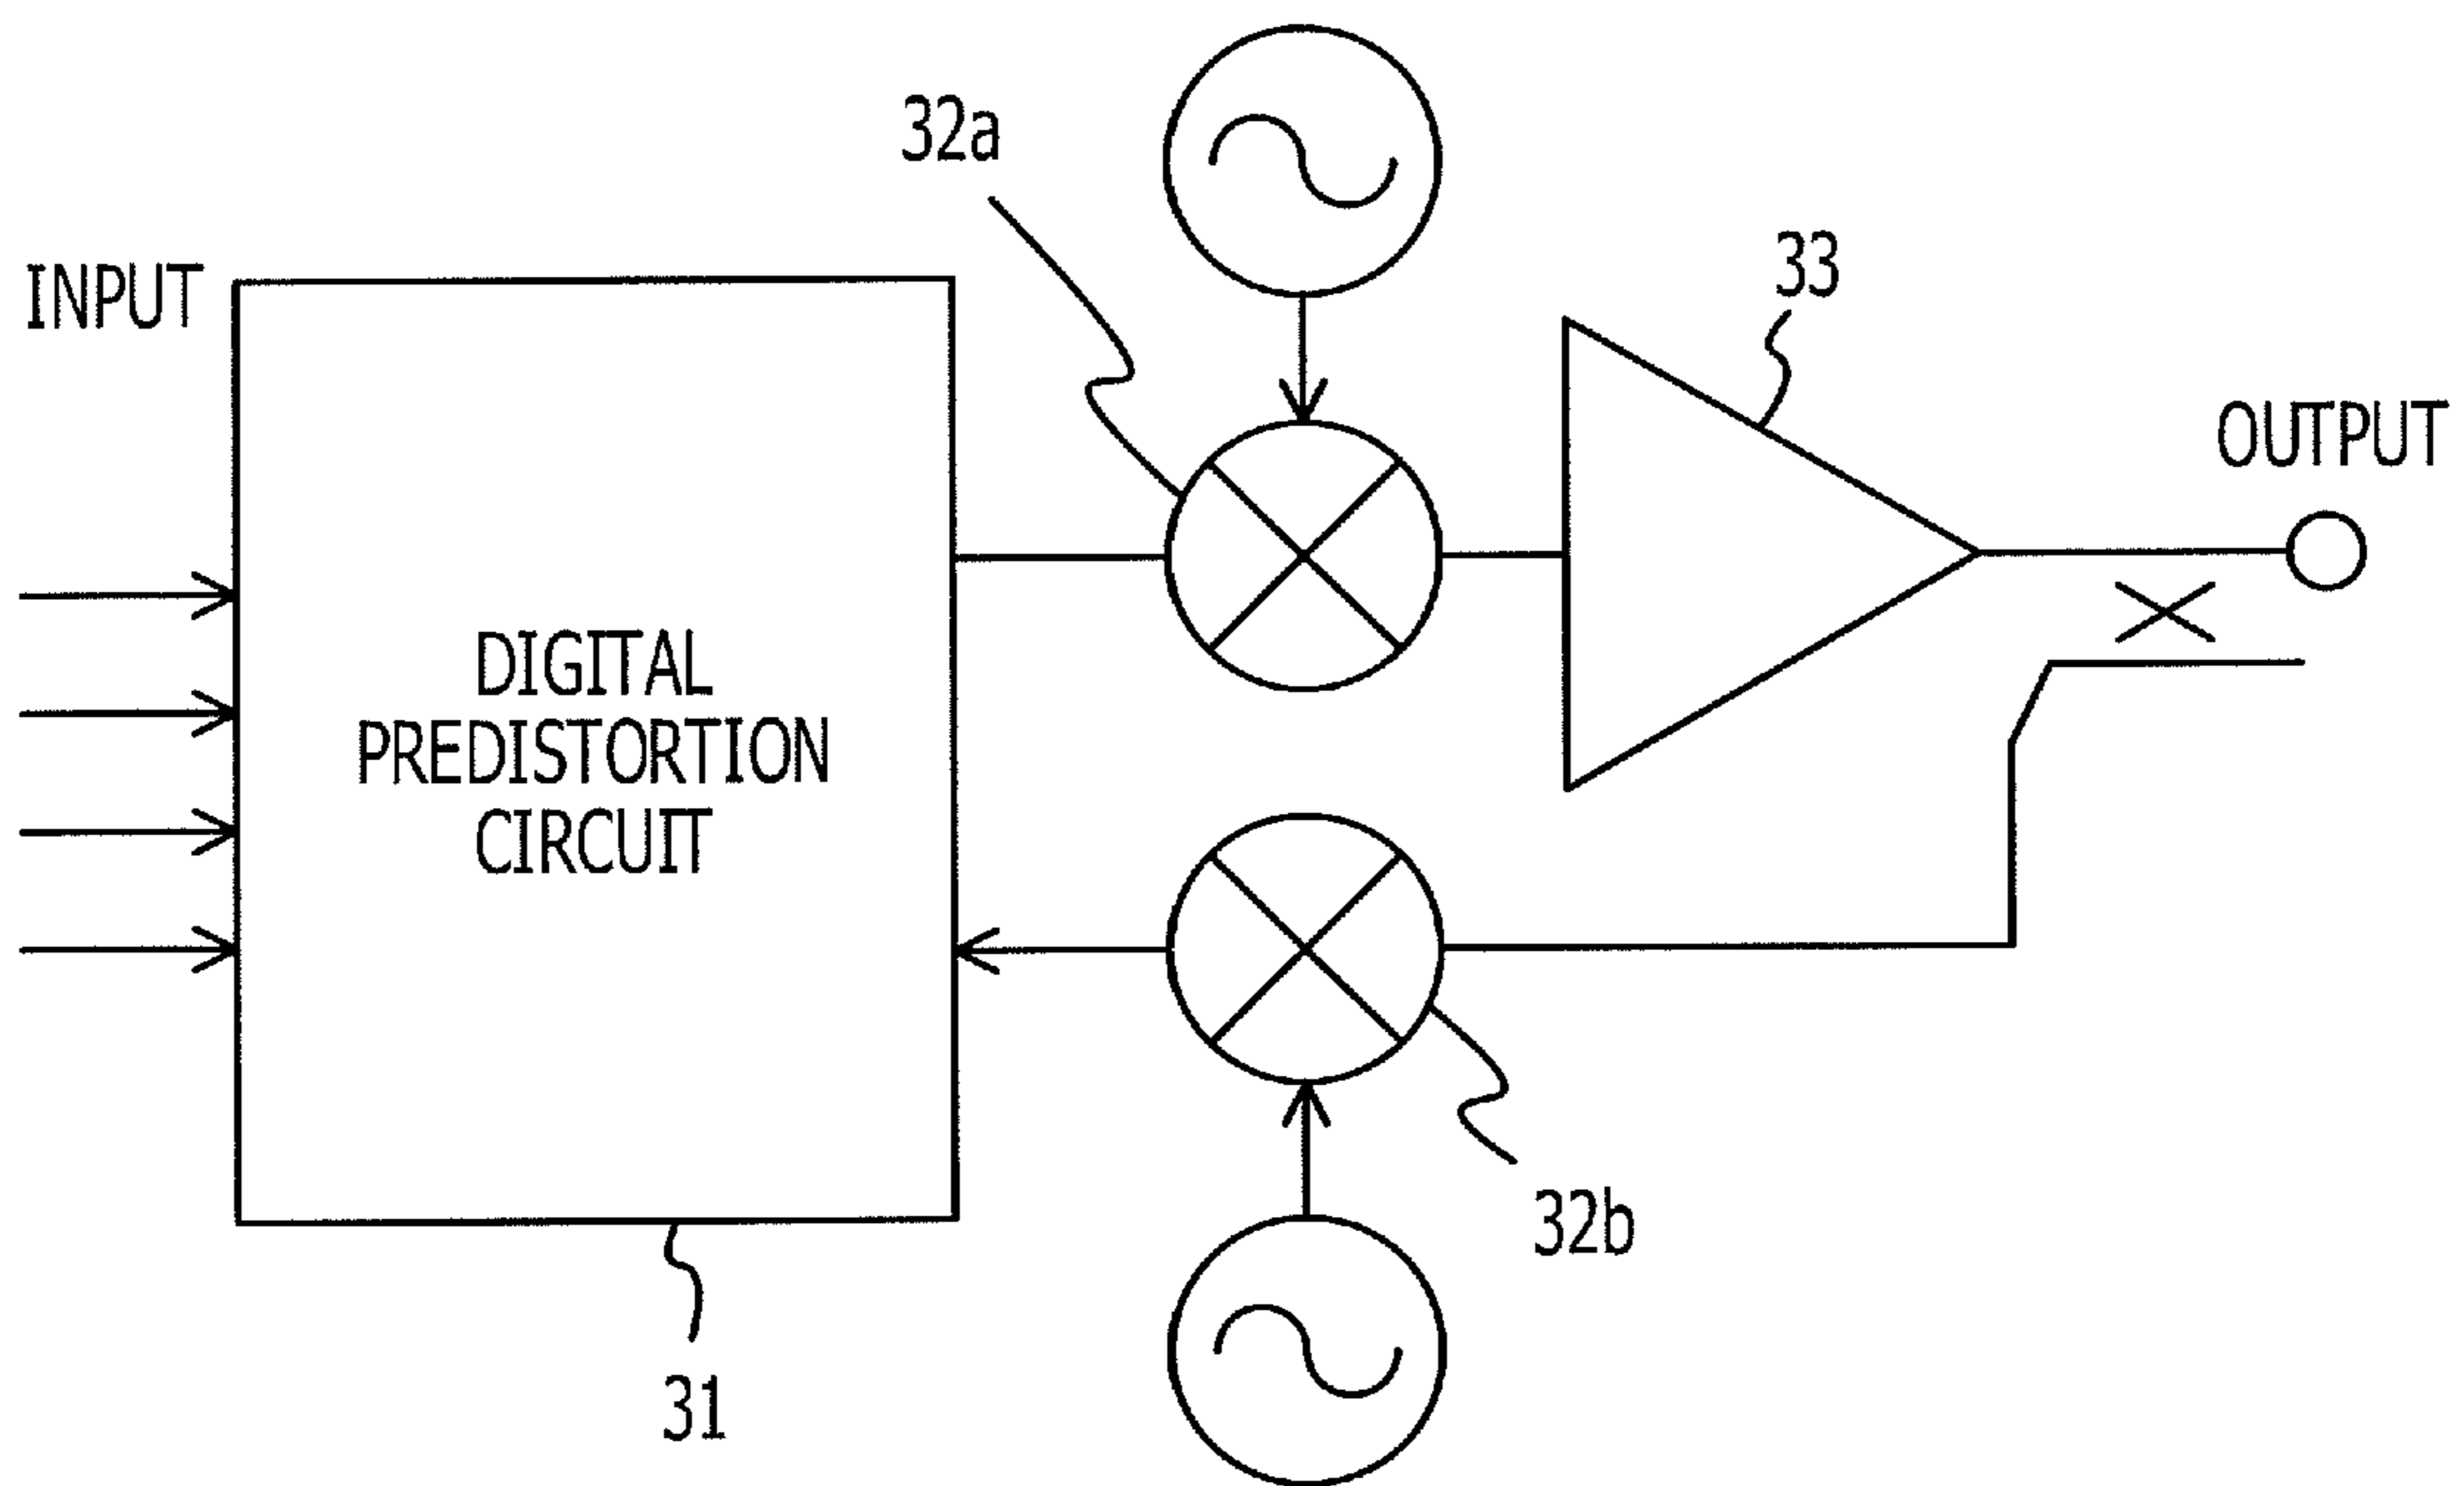 32a
INPUT
33
OUTPUT
DIGITAL
PREDISTORTION
CIRCUIT
32b
31